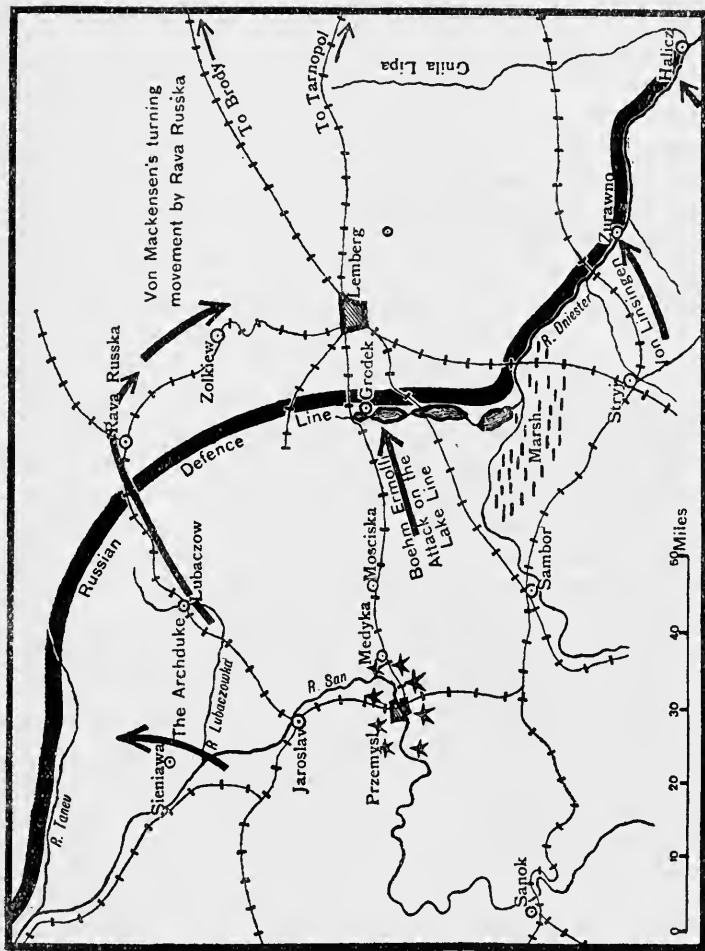 R. Tanew
Sieniawa
The Archduke
R. Lubaczowka
Lubaczow
Russian Defence Line
Rava Russka
Von Mackensen's turning
movement by Rava Russka
Zolkiew
To Brody
To Tarnopol
Jaroslav
R. San
Przemysl
Medyka
Mosciska
Grodek
Lemberg
Gnila Lipa
Boehm Ermolli
Attack on the
Lake Line
Sanok
Sambor
Marsh
R. Dniester
Stryj
Von Linsingen
Zurawno
Halicz
0 10 20 30 40 50
Miles